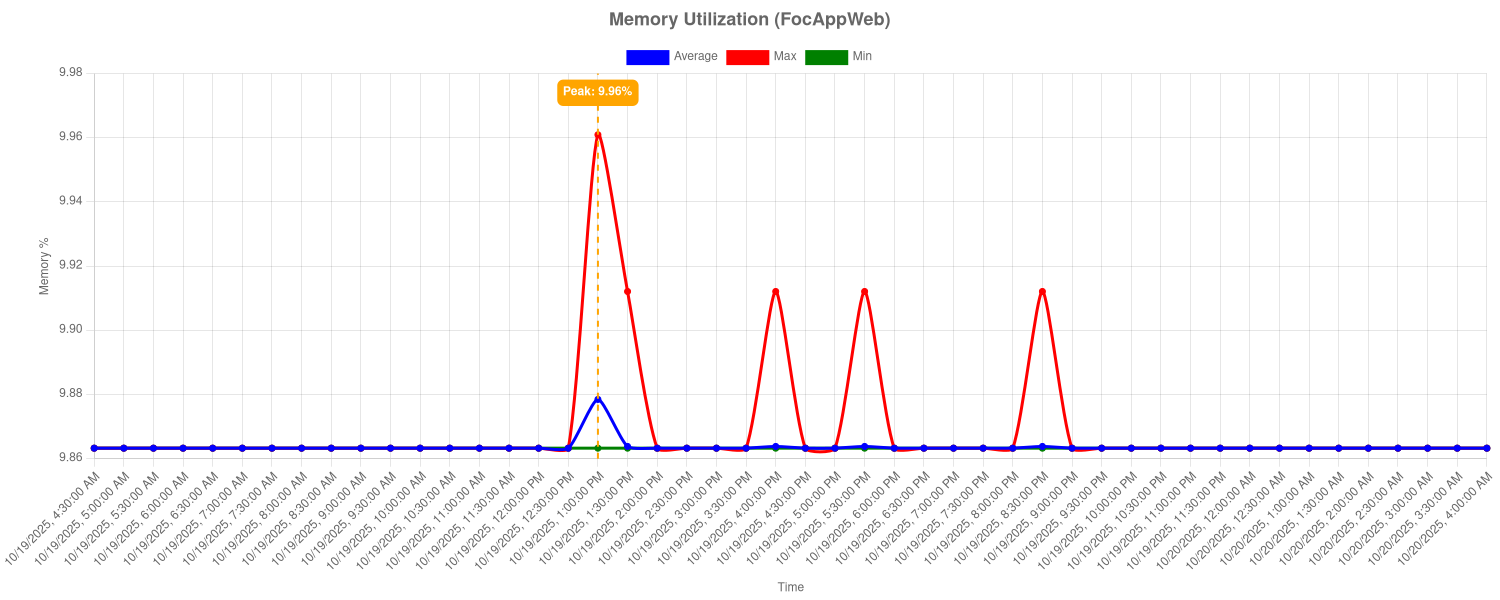 Memory Utilization (FocAppWeb)
Average Max Min
Peak: 9.96%
9.98
9.96
9.94
9.92
9.90
9.88
9.86
Memory %
10/19/2025, 4:30:00 AM
10/19/2025, 5:00:00 AM
10/19/2025, 5:30:00 AM
10/19/2025, 6:00:00 AM
10/19/2025, 6:30:00 AM
10/19/2025, 7:00:00 AM
10/19/2025, 7:30:00 AM
10/19/2025, 8:00:00 AM
10/19/2025, 8:30:00 AM
10/19/2025, 9:00:00 AM
10/19/2025, 9:30:00 AM
10/19/2025, 10:00:00 AM
10/19/2025, 10:30:00 AM
10/19/2025, 11:00:00 AM
10/19/2025, 11:30:00 AM
10/19/2025, 12:00:00 PM
10/19/2025, 12:30:00 PM
10/19/2025, 1:00:00 PM
10/19/2025, 1:30:00 PM
10/19/2025, 2:00:00 PM
10/19/2025, 2:30:00 PM
10/19/2025, 3:00:00 PM
10/19/2025, 3:30:00 PM
10/19/2025, 4:00:00 PM
10/19/2025, 4:30:00 PM
10/19/2025, 5:00:00 PM
10/19/2025, 5:30:00 PM
10/19/2025, 6:00:00 PM
10/19/2025, 6:30:00 PM
10/19/2025, 7:00:00 PM
10/19/2025, 7:30:00 PM
10/19/2025, 8:00:00 PM
10/19/2025, 8:30:00 PM
10/19/2025, 9:00:00 PM
10/19/2025, 9:30:00 PM
10/19/2025, 10:00:00 PM
10/19/2025, 10:30:00 PM
10/19/2025, 11:00:00 PM
10/19/2025, 11:30:00 PM
10/20/2025, 12:00:00 AM
10/20/2025, 12:30:00 AM
10/20/2025, 1:00:00 AM
10/20/2025, 1:30:00 AM
10/20/2025, 2:00:00 AM
10/20/2025, 2:30:00 AM
10/20/2025, 3:00:00 AM
10/20/2025, 3:30:00 AM
10/20/2025, 4:00:00 AM
Time